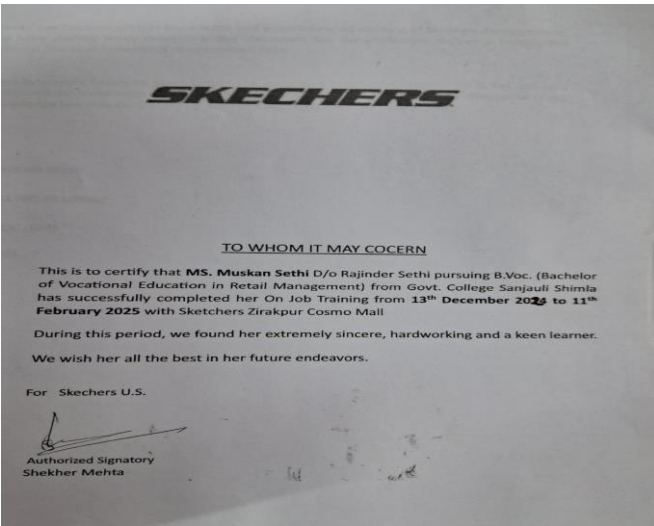 SKECHERS
TO WHOM IT MAY COCERN
This is to certify that MS. Muskan Sethi D/o Rajinder Sethi pursuing B.Voc. (Bachelor
of Vocational Education in Retail Management) from Govt. College Sanjauli Shimla
has successfully completed her On Job Training from 13th December 2024 to 11th
February 2025 with Sketchers Zirakpur Cosmo Mall
During this period, we found her extremely sincere, hardworking and a keen learner.
We wish her all the best in her future endeavors.
For Skechers U.S.
Authorized Signatory
Shekher Mehta